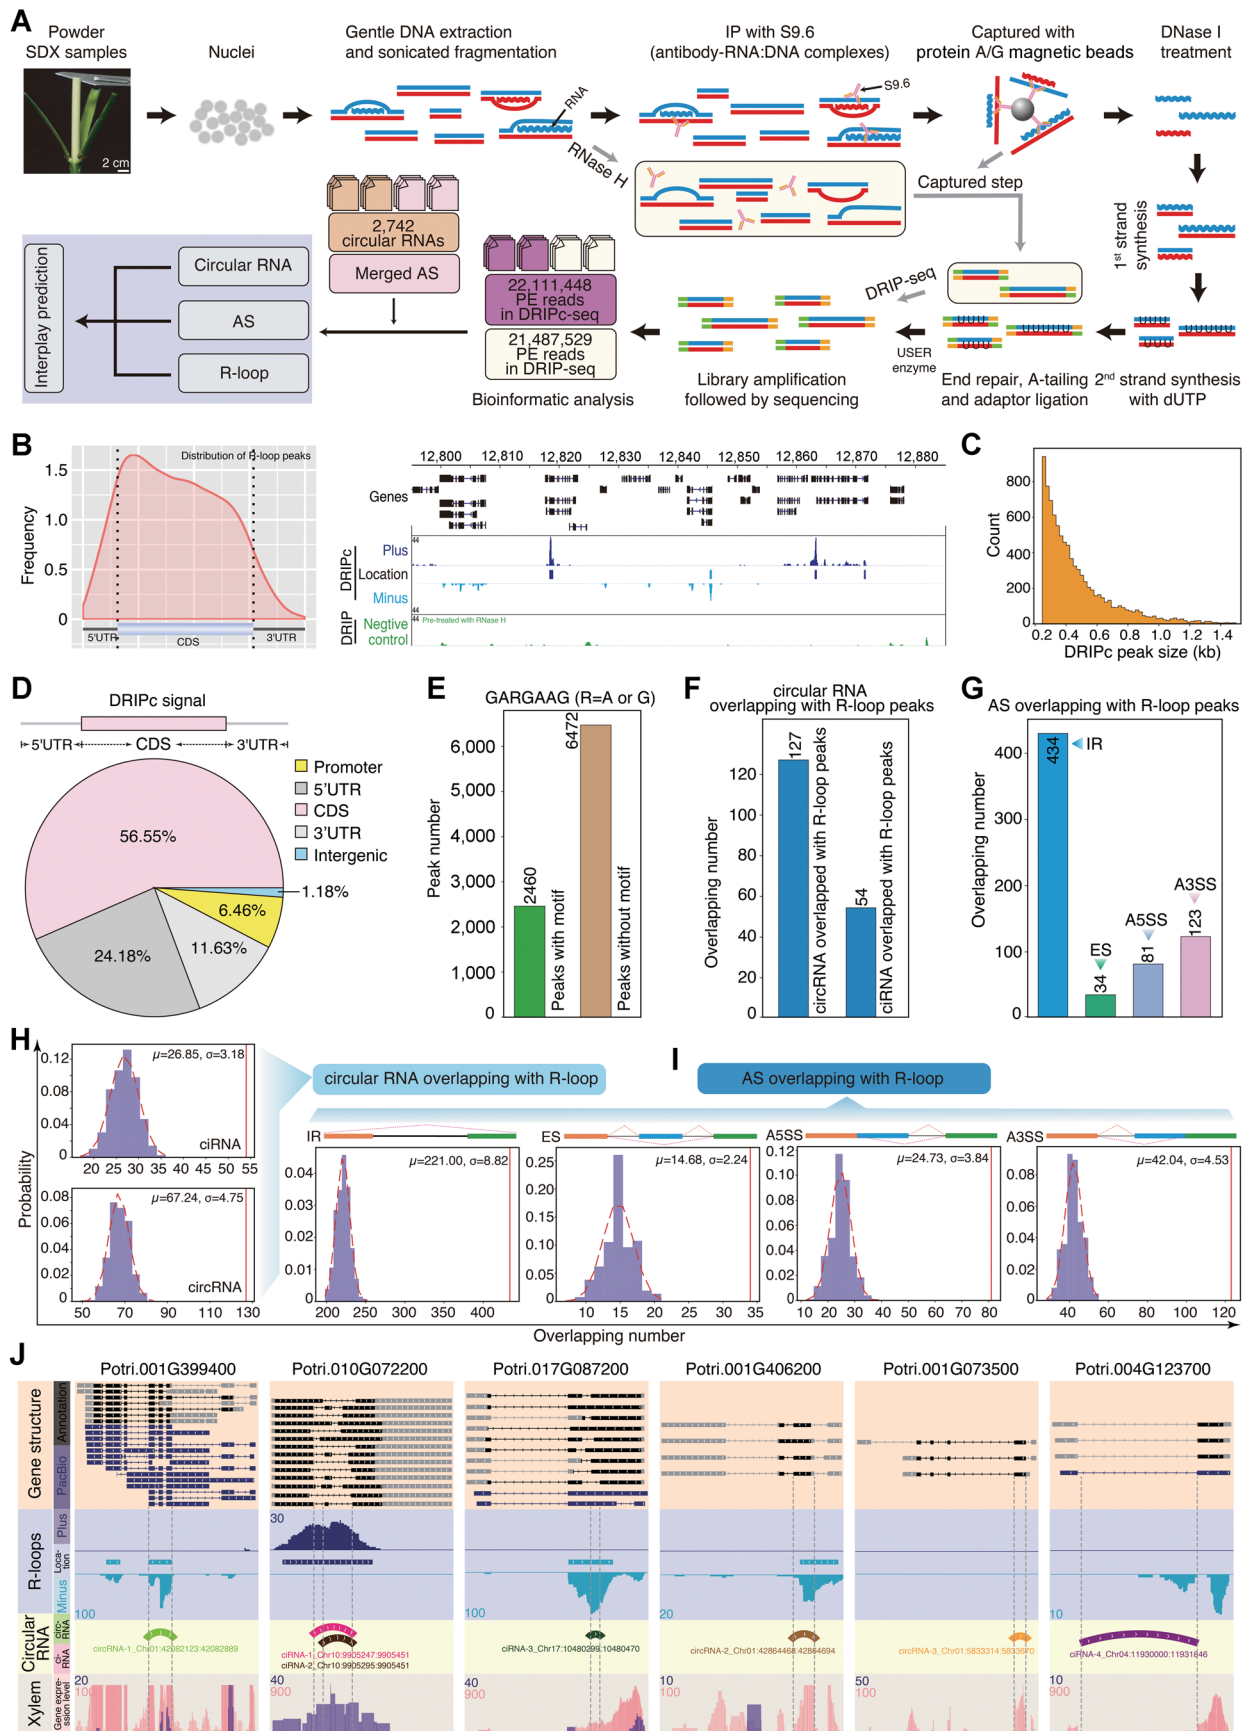 A
Powder
SDX samples
2 cm
Nuclei
Gentle DNA extraction
and sonicated fragmentation
RNA
RNase H
IP with S9.6
(antibody-RNA:DNA complexes)
S9.6
Captured with
protein A/G magnetic beads
Captured step
DNase I
treatment
1st strand
synthesis
2nd strand synthesis
with dUTP
End repair, A-tailing
and adaptor ligation
USER
enzyme
DRIP-seq
Library amplification
followed by sequencing
2,742
circular RNAs
Merged AS
22,111,448
PE reads
in DRIPc-seq
21,487,529
PE reads
in DRIP-seq
Bioinformatic analysis
Circular RNA
AS
R-loop
Interplay prediction
B
Distribution of R-loop peaks
Frequency
1.5
1.0
0.5
0
5'UTR
CDS
3'UTR
12,800 12,810 12,820 12,830 12,840 12,850 12,860 12,870 12,880
Genes
DRIPc
Plus
Location
Minus
44
44
DRIP
Negtive
control
44
Pre-treated with RNase H
C
Count
800
600
400
200
0
0.2 0.4 0.6 0.8 1.0 1.2 1.4
DRIPc peak size (kb)
D
DRIPc signal
5'UTR CDS 3'UTR
56.55%
24.18%
11.63%
6.46%
1.18%
Promoter
5'UTR
CDS
3'UTR
Intergenic
E
GARGAAG (R=A or G)
Peak number
6,000
5,000
4,000
3,000
2,000
1,000
0
2460
Peaks with motif
6472
Peaks without motif
F
circular RNA
overlapping with R-loop peaks
Overlapping number
120
100
80
60
40
20
0
127
circRNA overlapped with R-loop peaks
54
ciRNA overlapped with R-loop peaks
G
AS overlapping with R-loop peaks
Overlapping number
400
300
200
100
0
434
IR
ES
34
A5SS
81
A3SS
123
H
Probability
0.12
0.08
0.04
0
μ=26.85, σ=3.18
ciRNA
20 25 30 35 40 45 50 55
0.08
0.06
0.04
0.02
0
μ=67.24, σ=4.75
circRNA
50 70 90 110 130
circular RNA overlapping with R-loop
I
AS overlapping with R-loop
IR
0.04
0.03
0.02
0.01
0
μ=221.00, σ=8.82
200 250 300 350 400
ES
0.25
0.20
0.15
0.10
0.05
0
μ=14.68, σ=2.24
10 15 20 25 30 35
A5SS
0.12
0.10
0.08
0.06
0.04
0.02
0
μ=24.73, σ=3.84
10 20 30 40 50 60 70 80
A3SS
0.12
0.10
0.08
0.06
0.04
0.02
0
μ=42.04, σ=4.53
40 60 80 100 120
Overlapping number
J
Potri.001G399400 Potri.010G072200 Potri.017G087200 Potri.001G406200 Potri.001G073500 Potri.004G123700
Gene structure
Annotation
PacBio
R-loops
Plus
Loca-
tion
Minus
30
100
100
20
10
Circular
RNA
circ-
RNA
ci-
RNA
circRNA-1_Chr01:42082123:42082889
ciRNA-1_Chr10:9905247:9905451
ciRNA-2_Chr10:9905295:9905451
ciRNA-3_Chr17:10480299:10480470
circRNA-2_Chr01:42864468:42864694
circRNA-3_Chr01:5833314:5833670
ciRNA-4_Chr04:11930000:11931846
Xylem
Gene expre-
ssion level
20
100
40
900
40
900
10
100
50
100
10
900